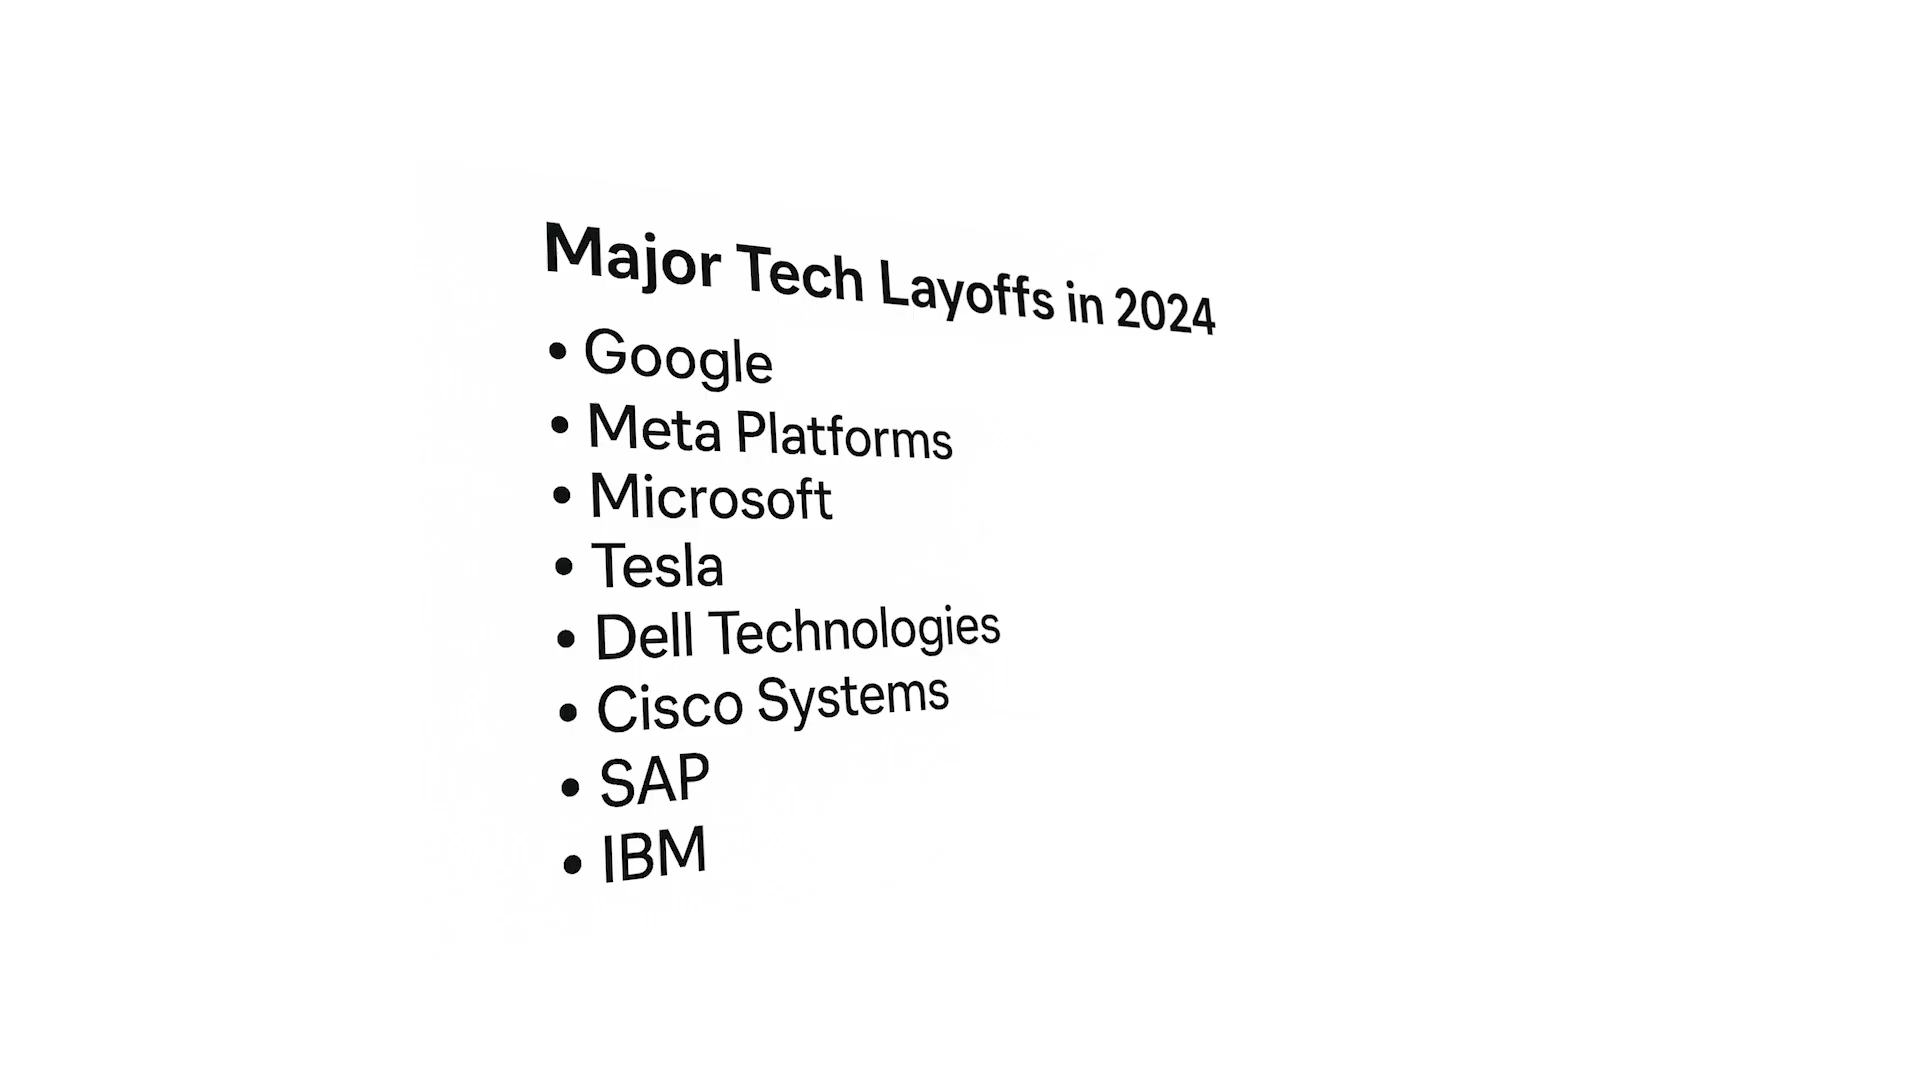 Major Tech Layoffs in 2024
• Google
• Meta Platforms
• Microsoft
• Tesla
• Dell Technologies
• Cisco Systems
• SAP
• IBM